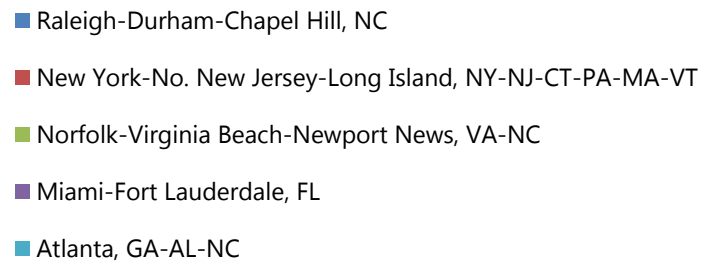 Raleigh-Durham-Chapel Hill, NC
New York-No. New Jersey-Long Island, NY-NJ-CT-PA-MA-VT
Norfolk-Virginia Beach-Newport News, VA-NC
Miami-Fort Lauderdale, FL
Atlanta, GA-AL-NC